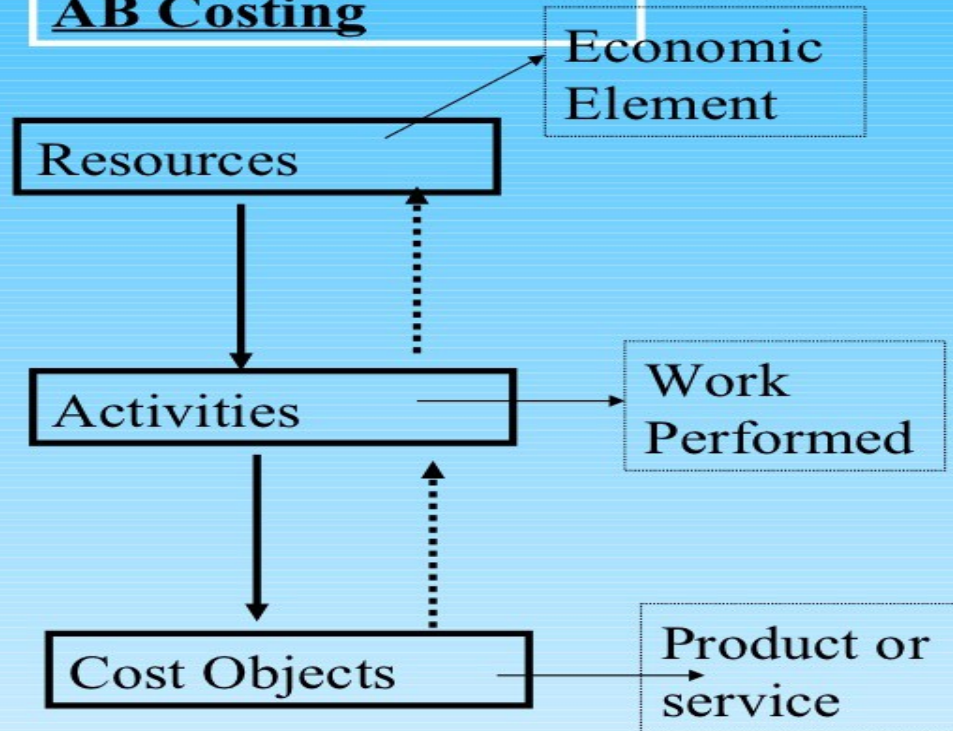 AB Costing
Economic
Element
Resources
Activities
Work
Performed
Cost Objects
Product or
service